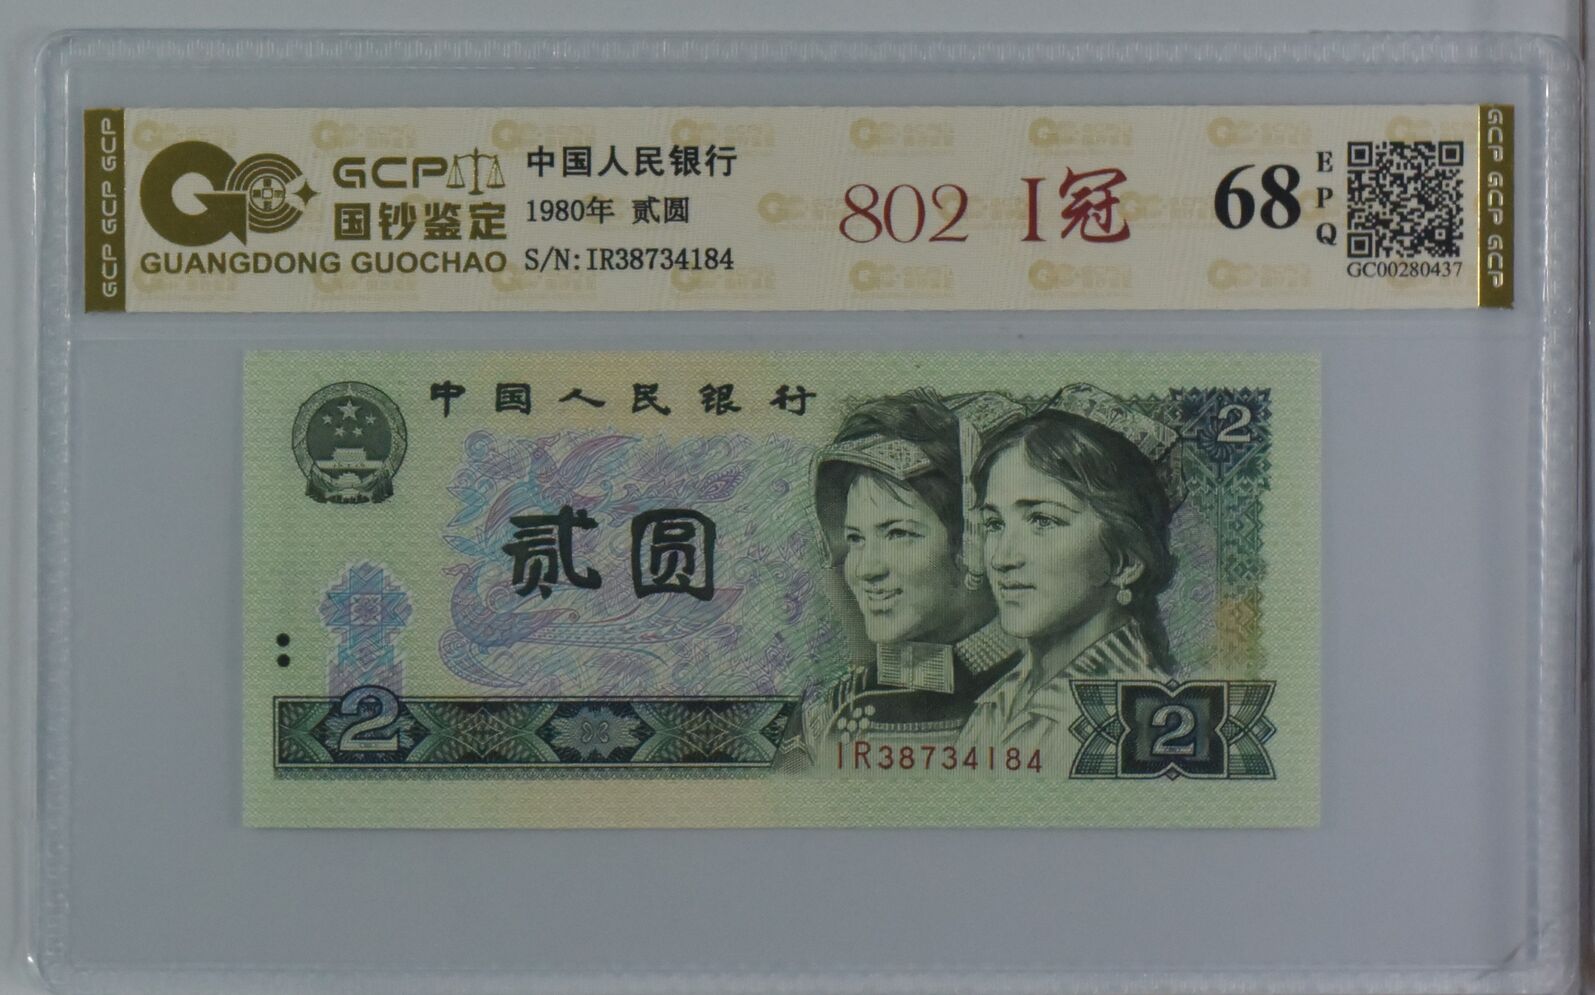 GCP GCP GCP
GCP
国钞鉴定
GUANGDONG GUOCHAO
中国人民银行
1980年 贰圆
S/N:IR38734184
802 I冠
68
EPQ
GC00280437
GCP GCP GCP
中国人民银行
2
贰圆
2
IR38734184
2